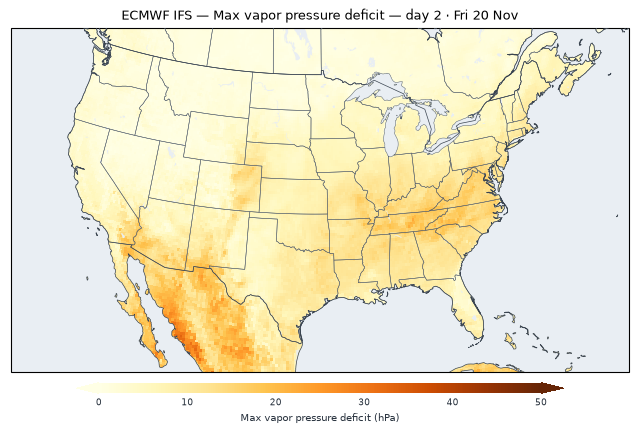 ECMWF IFS — Max vapor pressure deficit — day 2 · Fri 20 Nov
0 10 20 30 40 50
Max vapor pressure deficit (hPa)